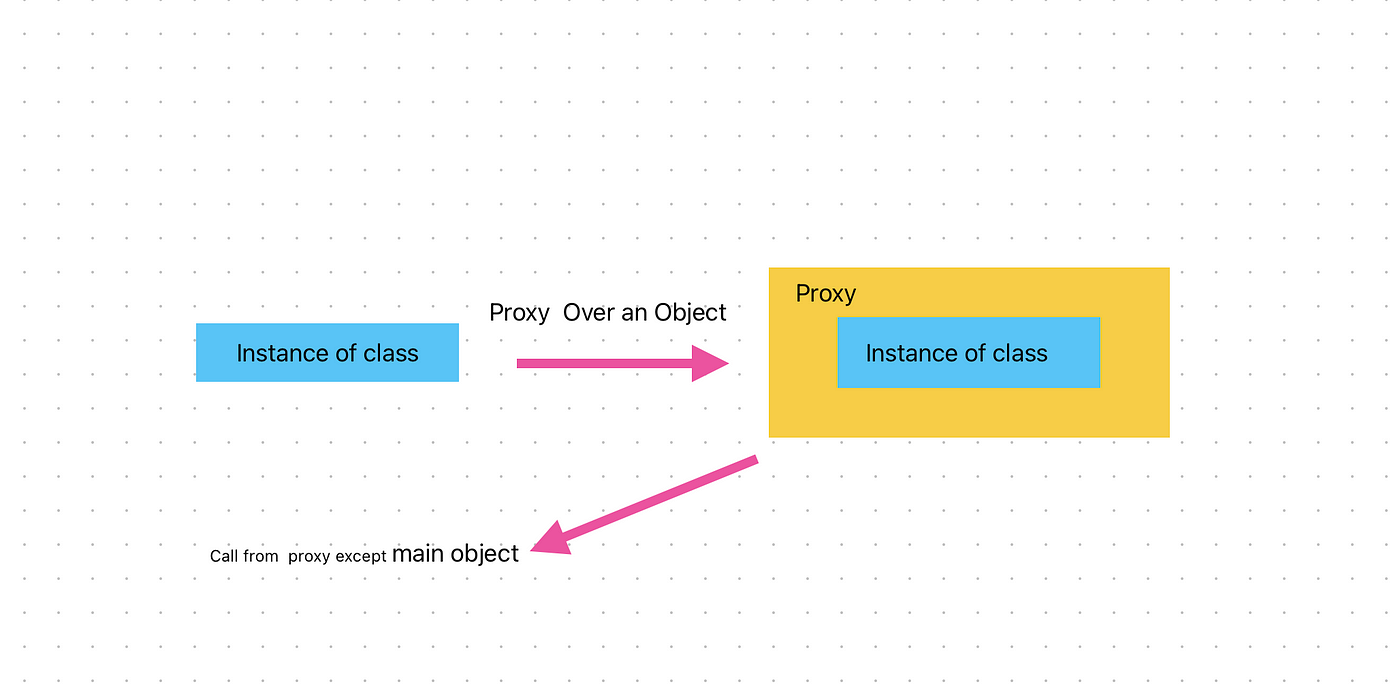 Proxy
Proxy  Over an Object
Instance of class
Instance of class
Call from  proxy except main object